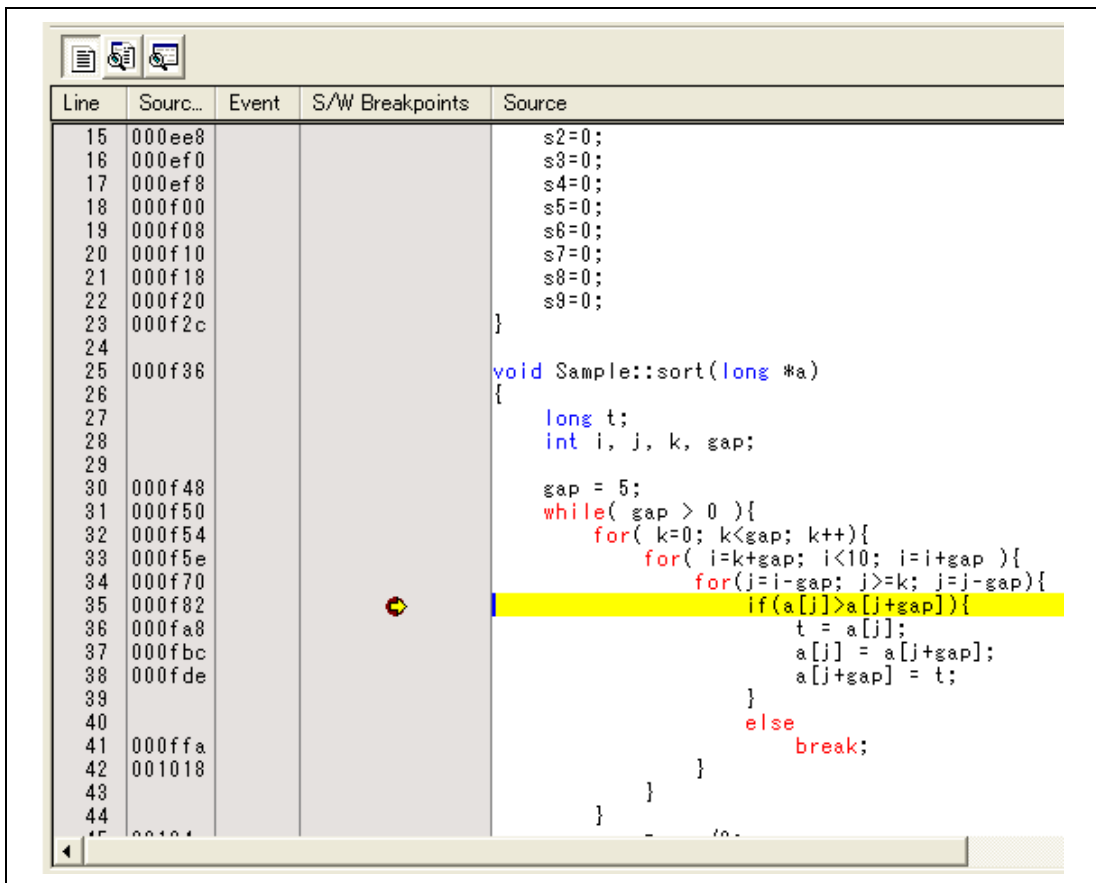 Line Sourc... Event S/W Breakpoints Source
15 000ee8 s2=0;
16 000ef0 s3=0;
17 000ef8 s4=0;
18 000f00 s5=0;
19 000f08 s6=0;
20 000f10 s7=0;
21 000f18 s8=0;
22 000f20 s9=0;
23 000f2c }
24
25 000f36 void Sample::sort(long *a)
26 {
27 long t;
28 int i, j, k, gap;
29
30 000f48 gap = 5;
31 000f50 while( gap > 0 ){
32 000f54 for( k=0; k<gap; k++){
33 000f5e for( i=k+gap; i<10; i=i+gap ){
34 000f70 for(j=i-gap; j>=k; j=j-gap){
35 000f82 if(a[j]>a[j+gap]){
36 000fa8 t = a[j];
37 000fbc a[j] = a[j+gap];
38 000fde a[j+gap] = t;
39 }
40 else
41 000ffa break;
42 001018 }
43 }
44 }